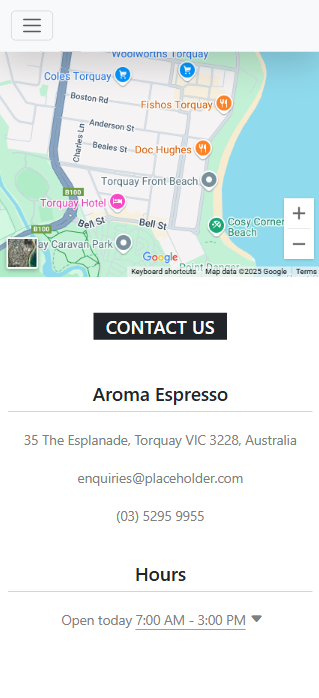 Woolworths Torquay
Coles Torquay
Boston Rd
Fishos Torquay
Anderson St
Charles Ln
Beales St
Doc Hughes
Torquay Front Beach
B100
Torquay Hotel
Bell St
Bell St
Cosy Corner
Beach
B100
ay Caravan Park
Google
Point Danger
Keyboard shortcuts
Map data ©2025 Google
Terms
CONTACT US
Aroma Espresso
35 The Esplanade, Torquay VIC 3228, Australia
enquiries@placeholder.com
(03) 5295 9955
Hours
Open today 7:00 AM - 3:00 PM